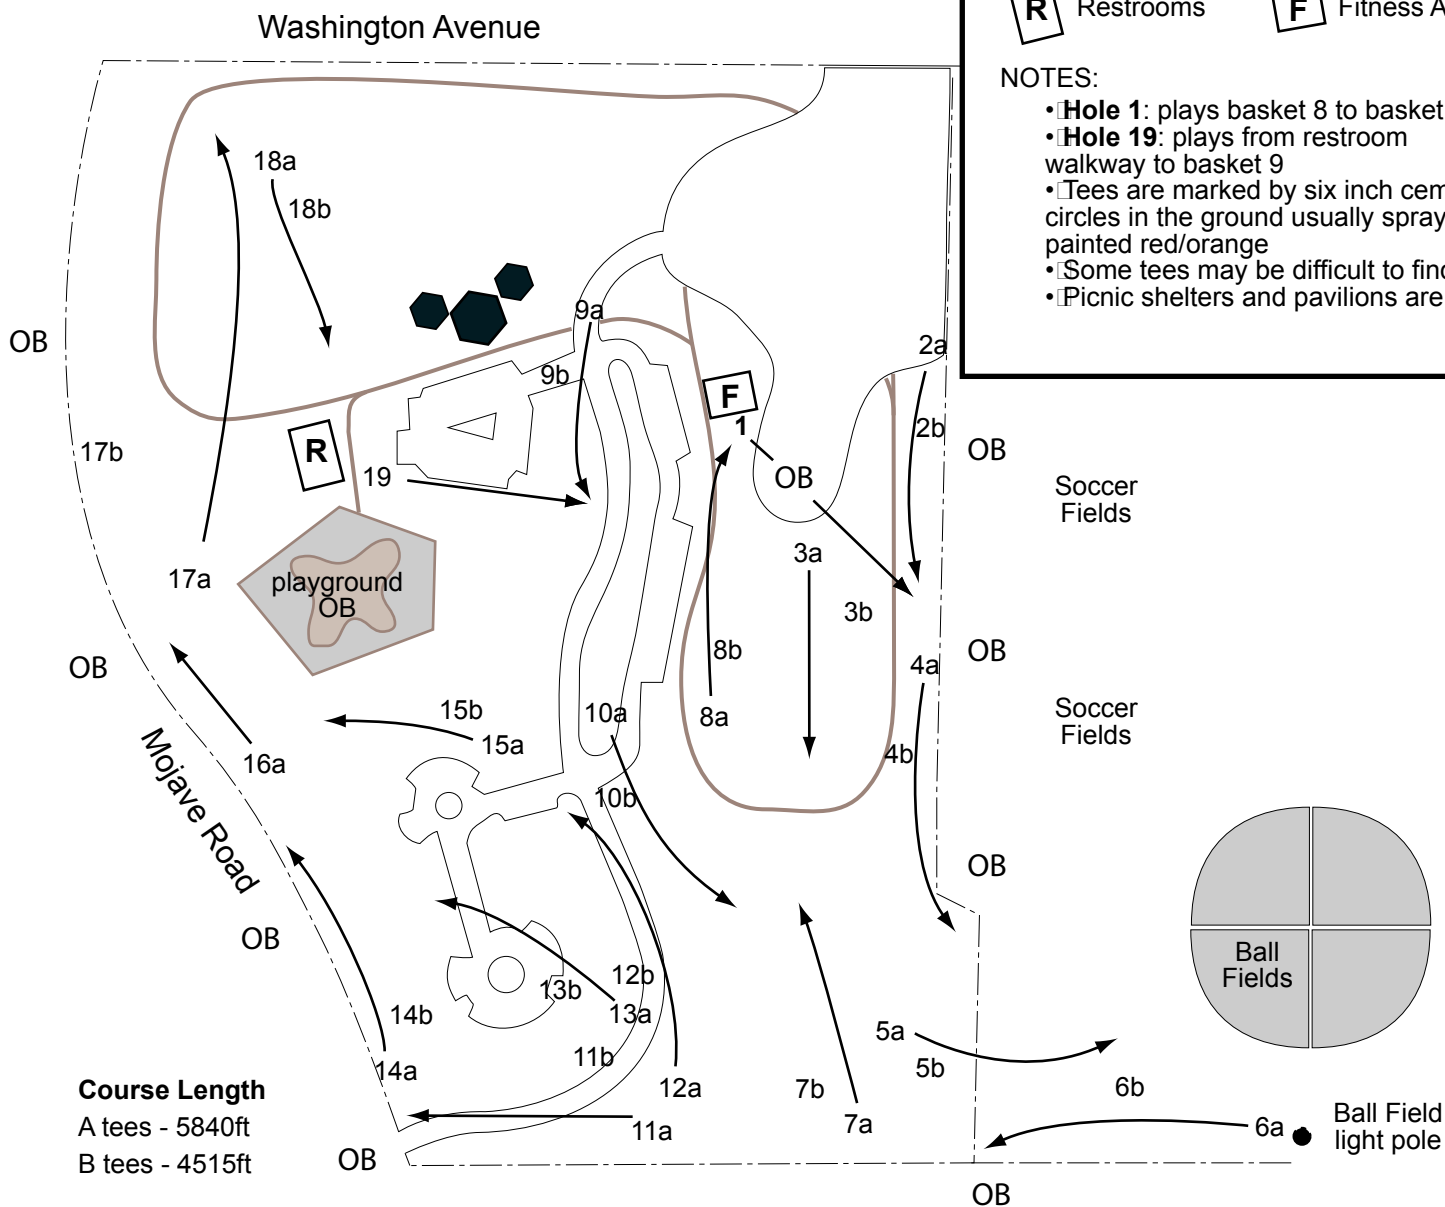 Washington Avenue
R Restrooms F Fitness A
NOTES:
• Hole 1: plays basket 8 to basket
• Hole 19: plays from restroom
walkway to basket 9
• Tees are marked by six inch cem
circles in the ground usually spray
painted red/orange
• Some tees may be difficult to find
• Picnic shelters and pavilions are
18a
18b
9a
OB
2a
9b
F
1
2b
17b
R
OB
19
OB
Soccer
Fields
3a
17a
playground
OB
3b
8b
4a
OB
OB
15b
10a
8a
Soccer
Fields
15a
16a
4b
Mojave Road
10b
OB
OB
Ball
Fields
12b
13b
13a
14b
5a
11b
5b
14a
12a
7b
6b
Course Length
A tees - 5840ft
B tees - 4515ft
11a
7a
6a
Ball Field
light pole
OB
OB